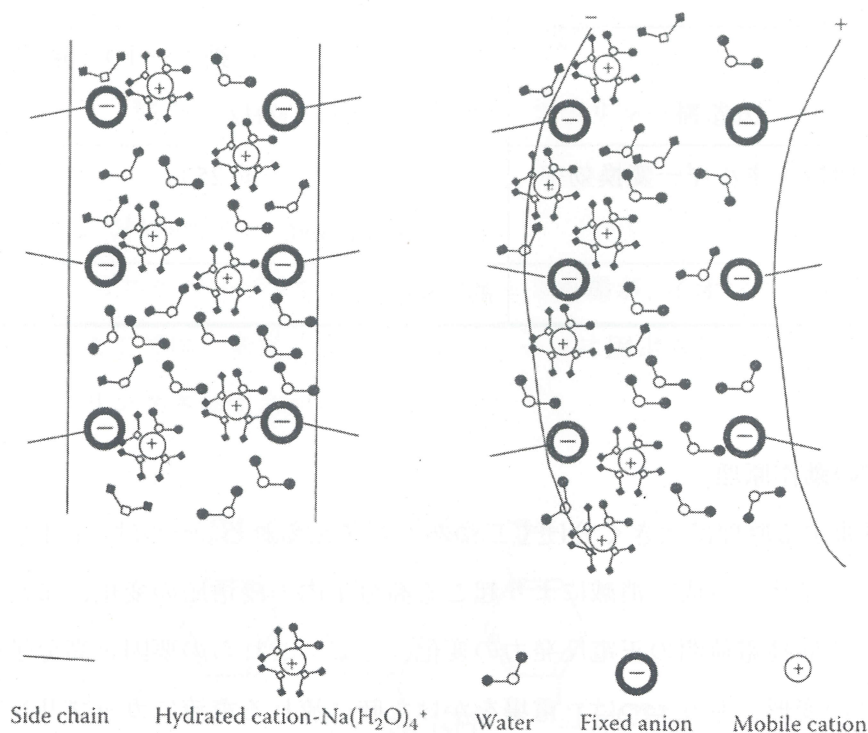 Side chain
Hydrated cation-Na(H₂O)₄⁺
Water
Fixed anion
Mobile cation